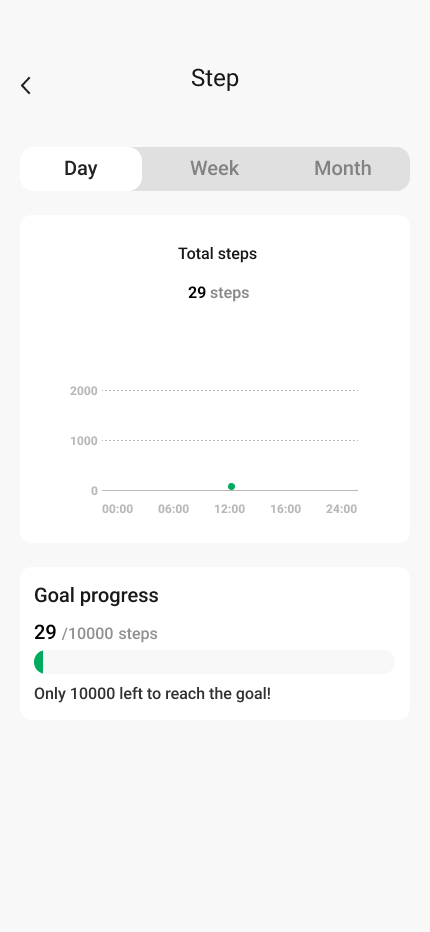 Step
Day Week Month
Total steps
29 steps
2000
1000
0
00:00 06:00 12:00 16:00 24:00
Goal progress
29 /10000 steps
Only 10000 left to reach the goal!